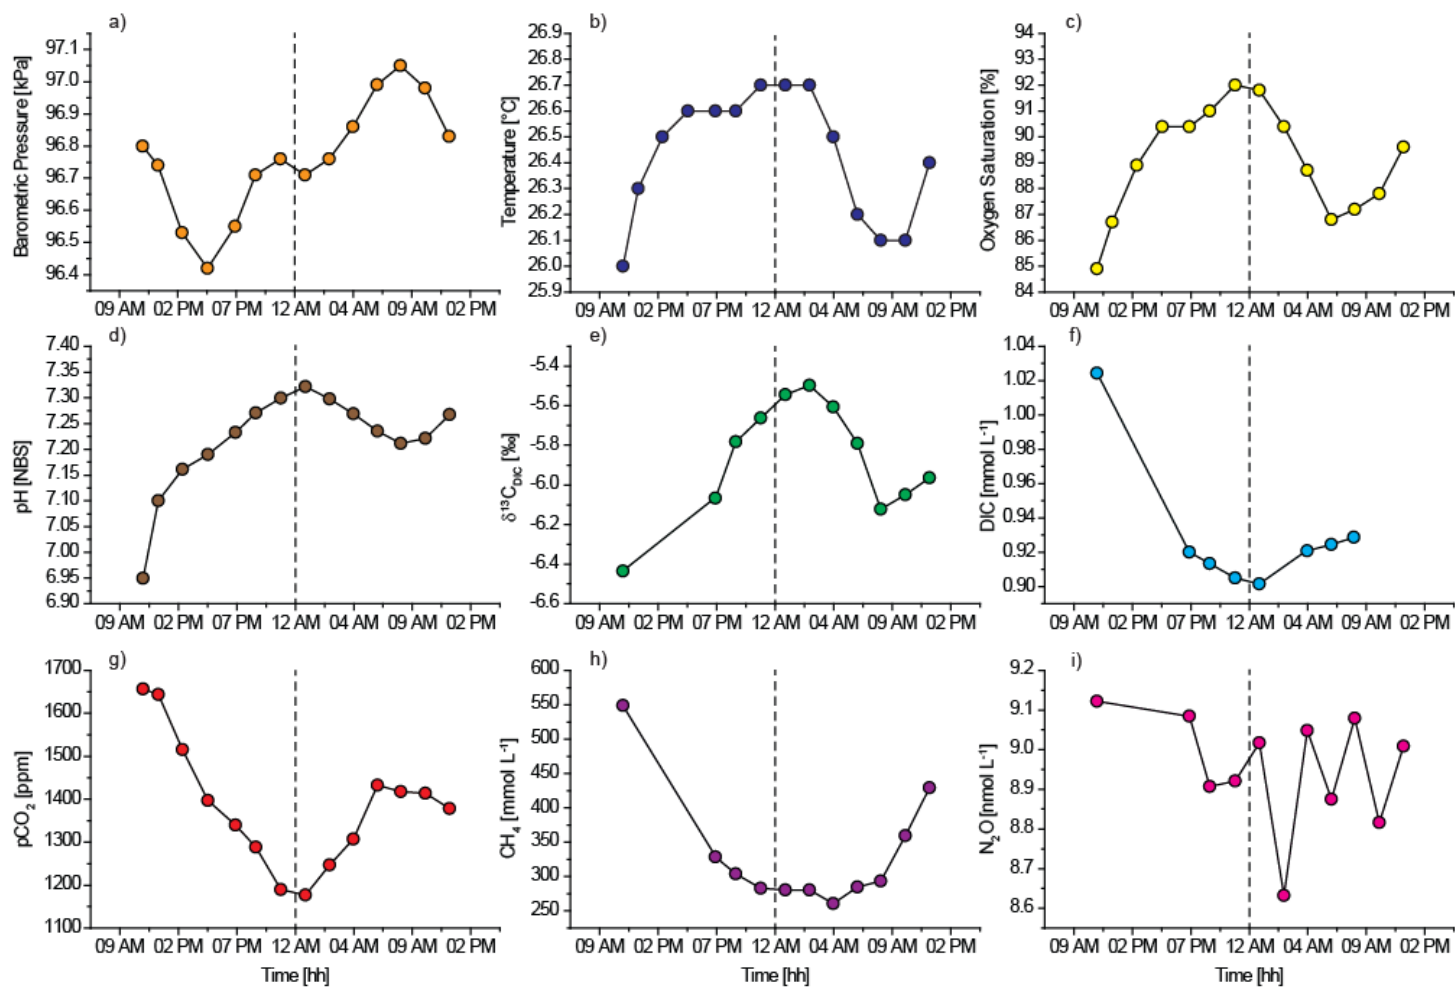 a)
Barometric Pressure [kPa]
97.1
97.0
96.9
96.8
96.7
96.6
96.5
96.4
09 AM 02 PM 07 PM 12 AM 04 AM 09 AM 02 PM
b)
Temperature [°C]
26.9
26.8
26.7
26.6
26.5
26.4
26.3
26.2
26.1
26.0
25.9
09 AM 02 PM 07 PM 12 AM 04 AM 09 AM 02 PM
c)
Oxygen Saturation [%]
94
93
92
91
90
89
88
87
86
85
84
09 AM 02 PM 07 PM 12 AM 04 AM 09 AM 02 PM
d)
pH [NBS]
7.40
7.35
7.30
7.25
7.20
7.15
7.10
7.05
7.00
6.95
6.90
09 AM 02 PM 07 PM 12 AM 04 AM 09 AM 02 PM
e)
δ¹³C_DIC [‰]
-5.4
-5.6
-5.8
-6.0
-6.2
-6.4
-6.6
09 AM 02 PM 07 PM 12 AM 04 AM 09 AM 02 PM
f)
DIC [mmol L⁻¹]
1.04
1.02
1.00
0.98
0.96
0.94
0.92
0.90
09 AM 02 PM 07 PM 12 AM 04 AM 09 AM 02 PM
g)
pCO₂ [ppm]
1700
1600
1500
1400
1300
1200
1100
09 AM 02 PM 07 PM 12 AM 04 AM 09 AM 02 PM
Time [hh]
h)
CH₄ [mmol L⁻¹]
600
550
500
450
400
350
300
250
09 AM 02 PM 07 PM 12 AM 04 AM 09 AM 02 PM
Time [hh]
i)
N₂O [nmol L⁻¹]
9.2
9.1
9.0
8.9
8.8
8.7
8.6
09 AM 02 PM 07 PM 12 AM 04 AM 09 AM 02 PM
Time [hh]